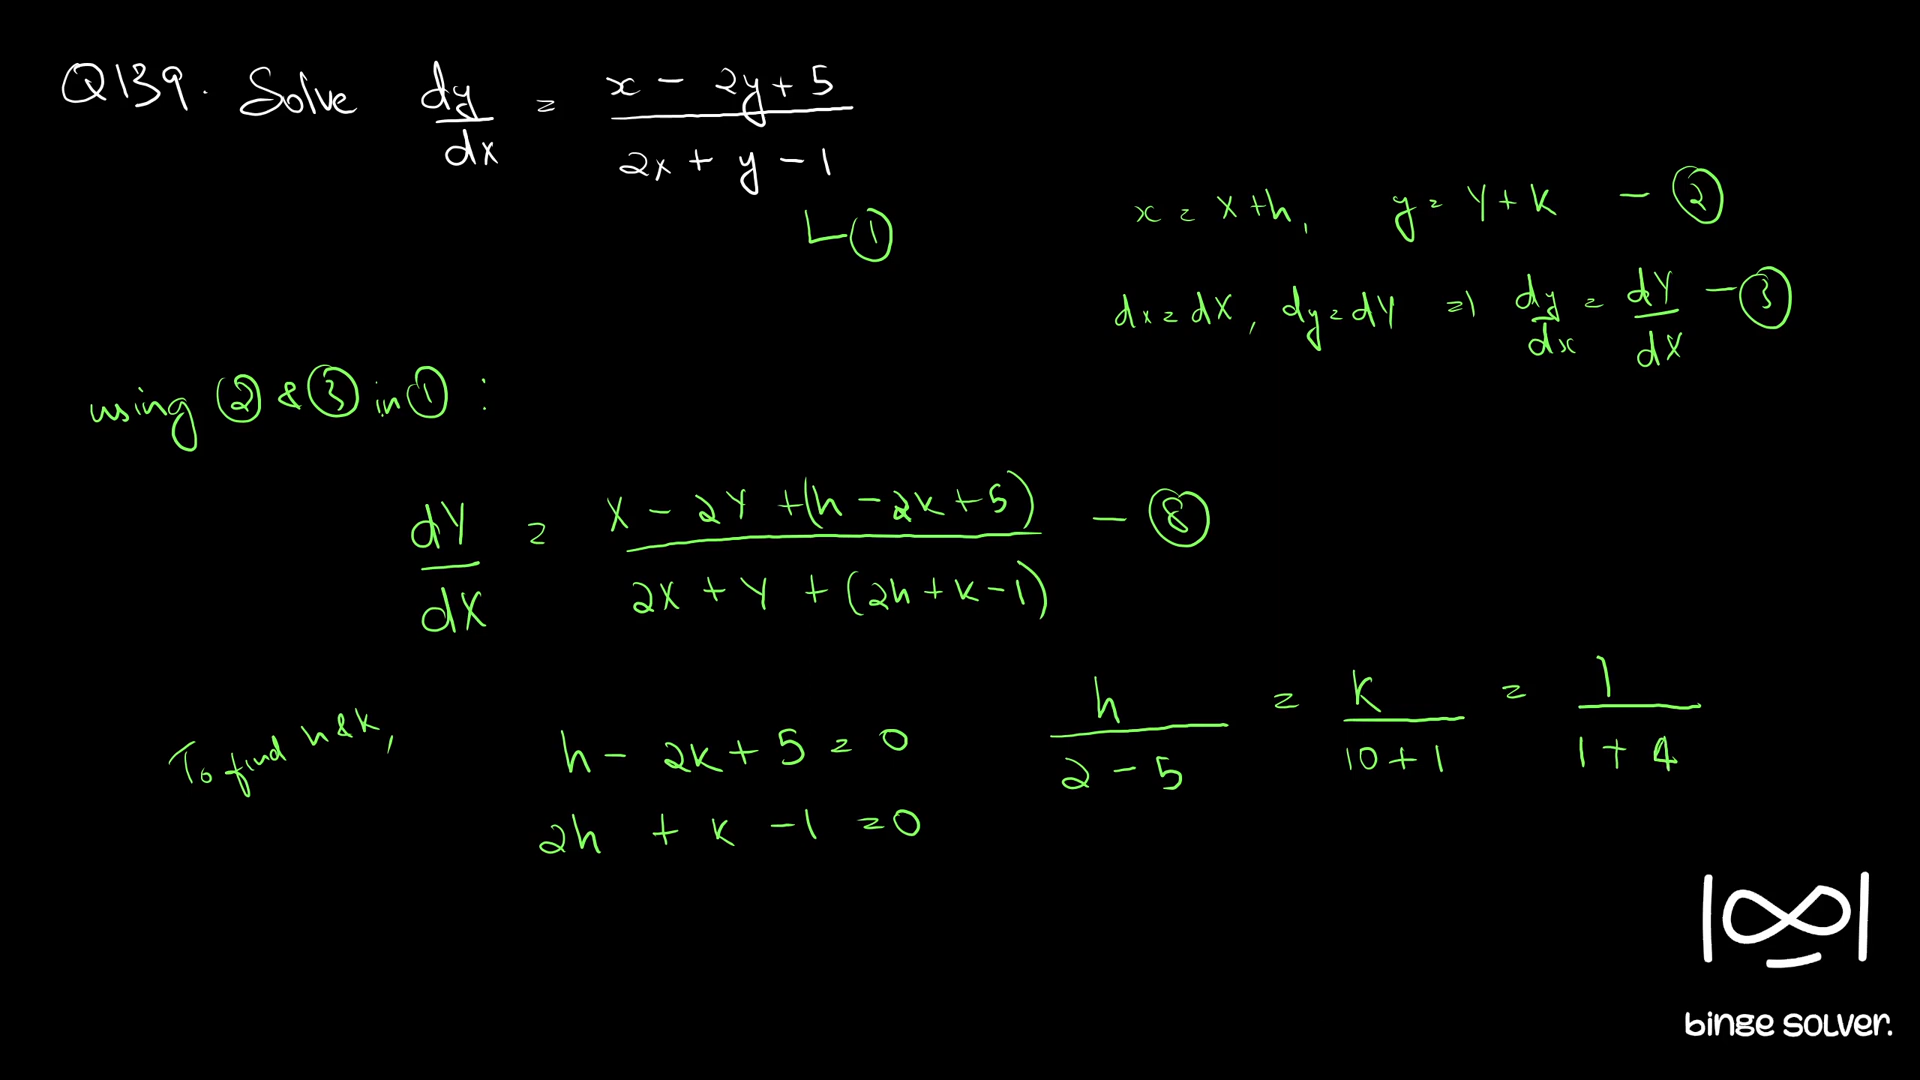 Q139. Solve dy/dx = (x - 2y + 5)/(2x + y - 1)
①
x = X + h, y = Y + k - ②
dx = dX, dy = dY ⇒ dy/dx = dY/dX - ③
using ② & ③ in ① :
dY/dX = (X - 2Y + (h - 2k + 5))/(2X + Y + (2h + k - 1)) - ⑧
To find h & k,
h - 2k + 5 = 0
2h + k - 1 = 0
h/(2 - 5) = k/(10 + 1) = 1/(1 + 4)
binge solver.